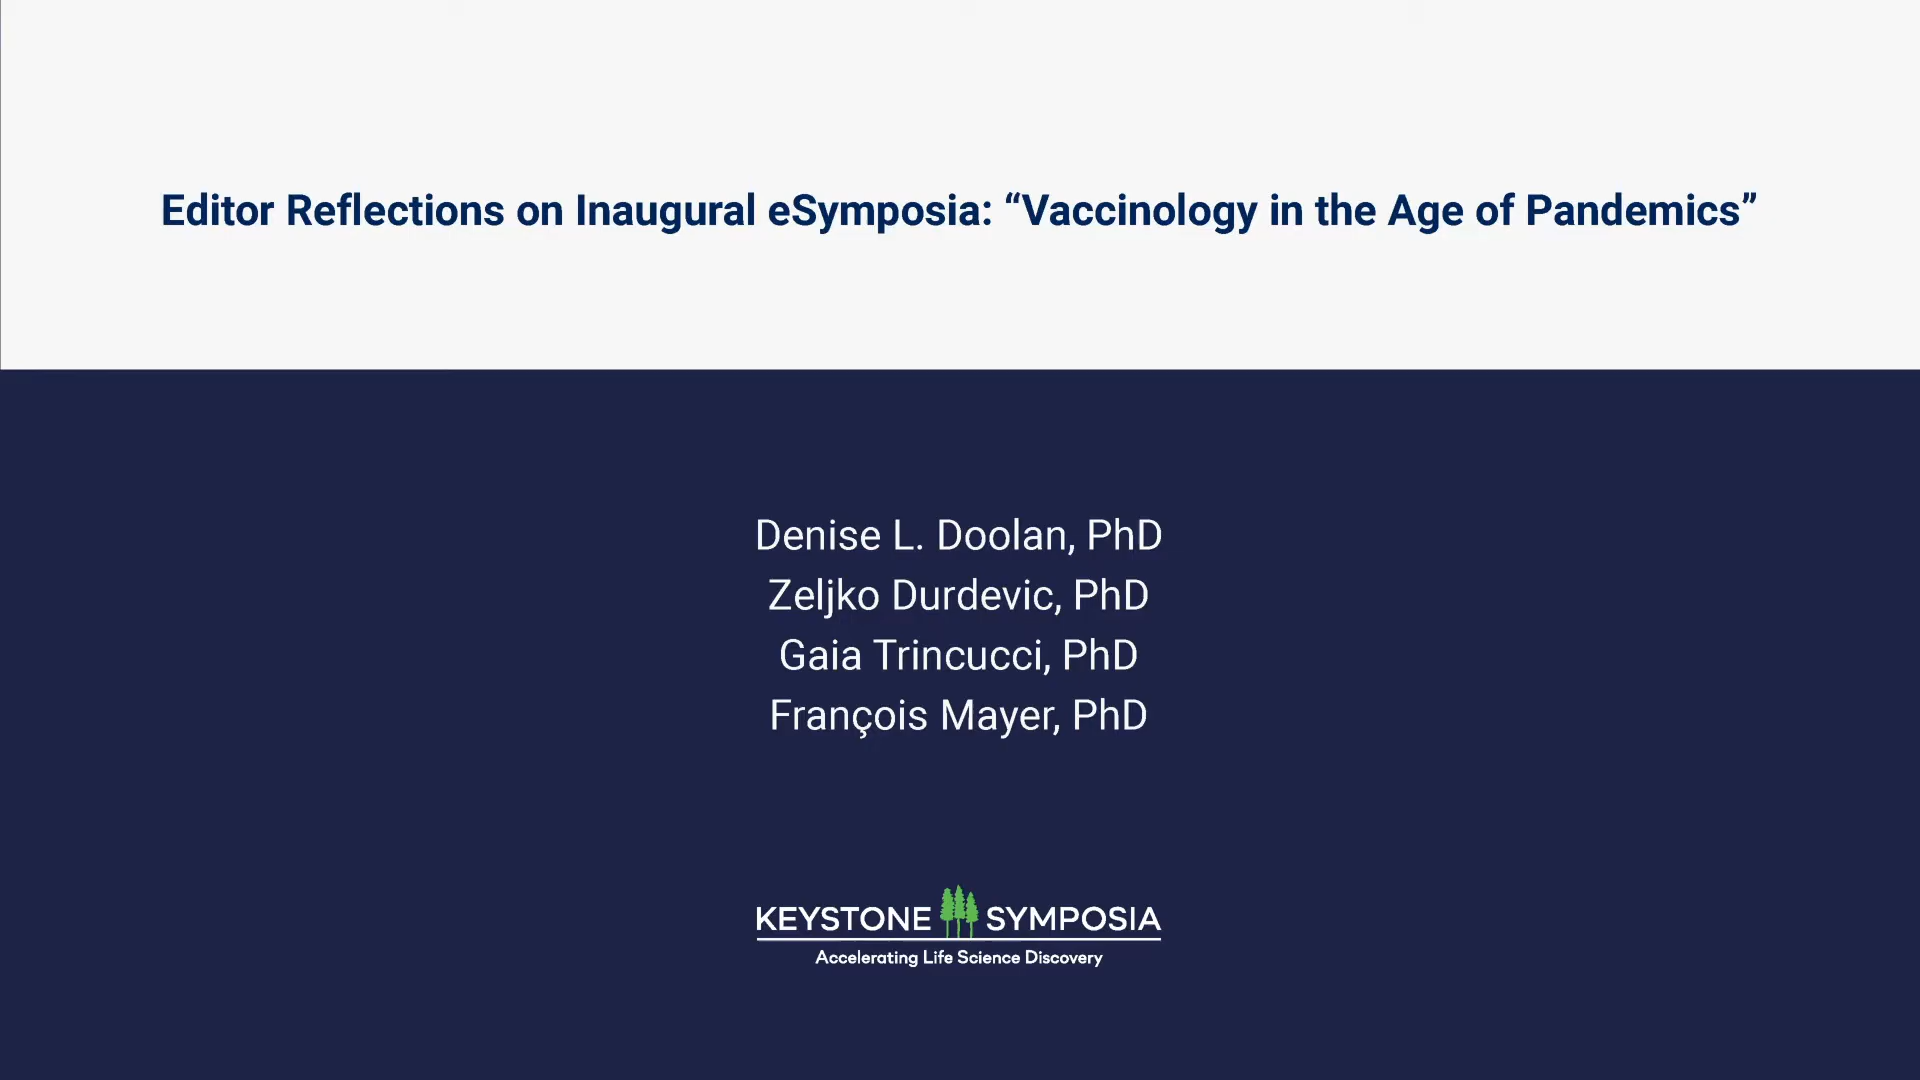 Editor Reflections on Inaugural eSymposia: “Vaccinology in the Age of Pandemics”
Denise L. Doolan, PhD
Zeljko Durdevic, PhD
Gaia Trincucci, PhD
François Mayer, PhD
KEYSTONE SYMPOSIA
Accelerating Life Science Discovery